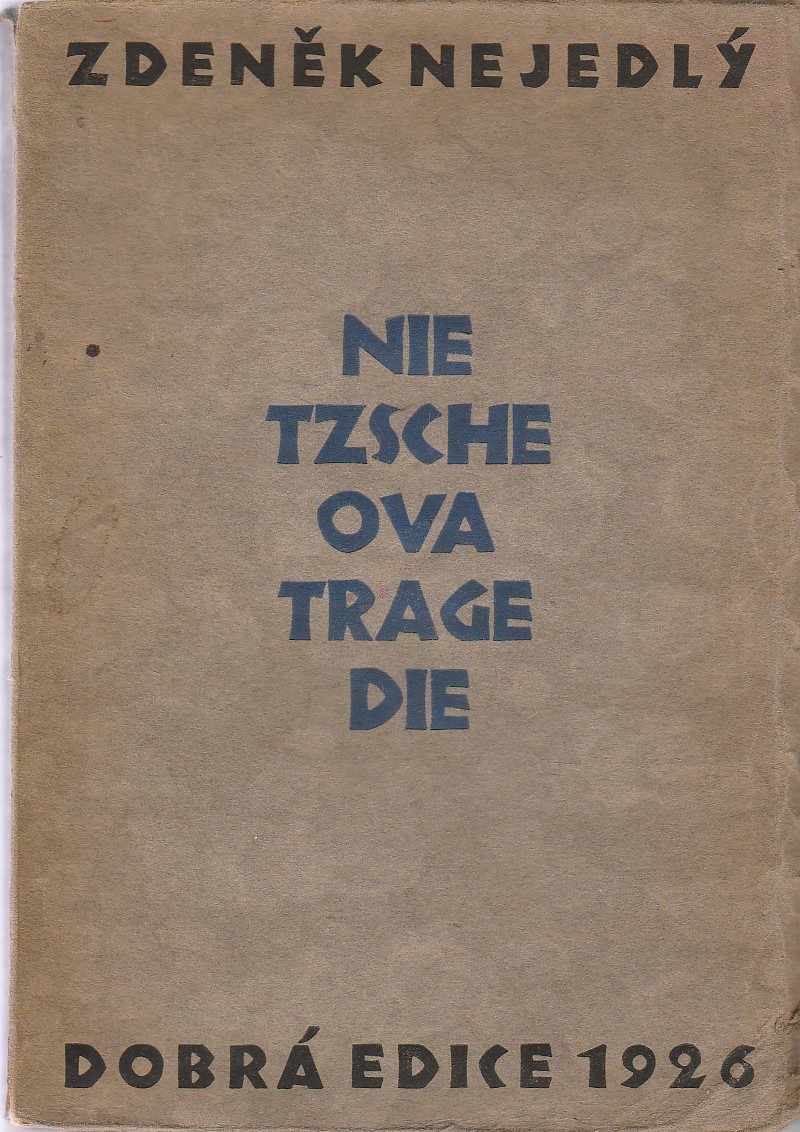 ZDENĚK NEJEDLÝ
NIE
TZSCHE
OVA
TRAGE
DIE
DOBRÁ EDICE 1926